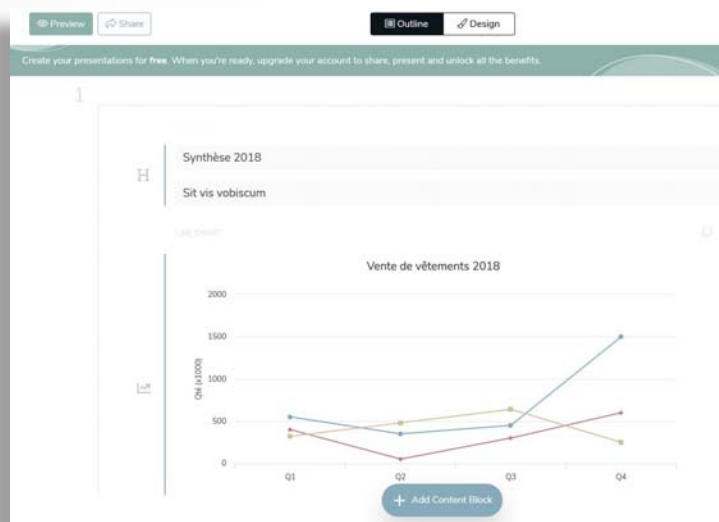 Preview
Share
Outline
Design
Create your presentations for free. When you're ready, upgrade your account to share, present and unlock all the benefits.
1
H
Synthèse 2018
Sit vis vobiscum
Vente de vêtements 2018
2000
1500
1000
500
0
Qté (x1000)
Q1
Q2
Q3
Q4
+ Add Content Block